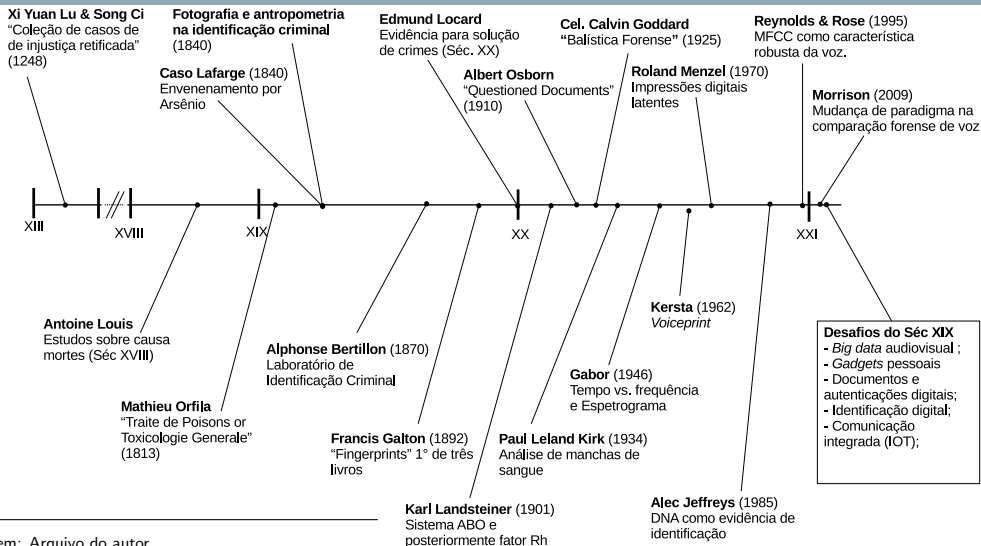 Xi Yuan Lu & Song Ci
“Coleção de casos de
de injustiça retificada”
(1248)
Fotografia e antropometria
na identificação criminal
(1840)
Caso Lafarge (1840)
Envenenamento por
Arsênio
Edmund Locard
Evidência para solução
de crimes (Séc. XX)
Albert Osborn
“Questioned Documents”
(1910)
Cel. Calvin Goddard
“Balística Forense” (1925)
Roland Menzel (1970)
Impressões digitais
latentes
Reynolds & Rose (1995)
MFCC como característica
robusta da voz.
Morrison (2009)
Mudança de paradigma na
comparação forense de voz
XIII
XVIII
XIX
XX
XXI
Antoine Louis
Estudos sobre causa
mortes (Séc XVIII)
Mathieu Orfila
“Traite de Poisons or
Toxicologie Generale”
(1813)
Alphonse Bertillon (1870)
Laboratório de
Identificação Criminal
Francis Galton (1892)
“Fingerprints” 1° de três
livros
Karl Landsteiner (1901)
Sistema ABO e
posteriormente fator Rh
Paul Leland Kirk (1934)
Análise de manchas de
sangue
Gabor (1946)
Tempo vs. frequência
e Espetrograma
Kersta (1962)
Voiceprint
Alec Jeffreys (1985)
DNA como evidência de
identificação
Desafios do Séc XIX
- Big data audiovisual ;
- Gadgets pessoais
- Documentos e
autenticações digitais;
- Identificação digital;
- Comunicação
integrada (IOT);
em: Arquivo do autor